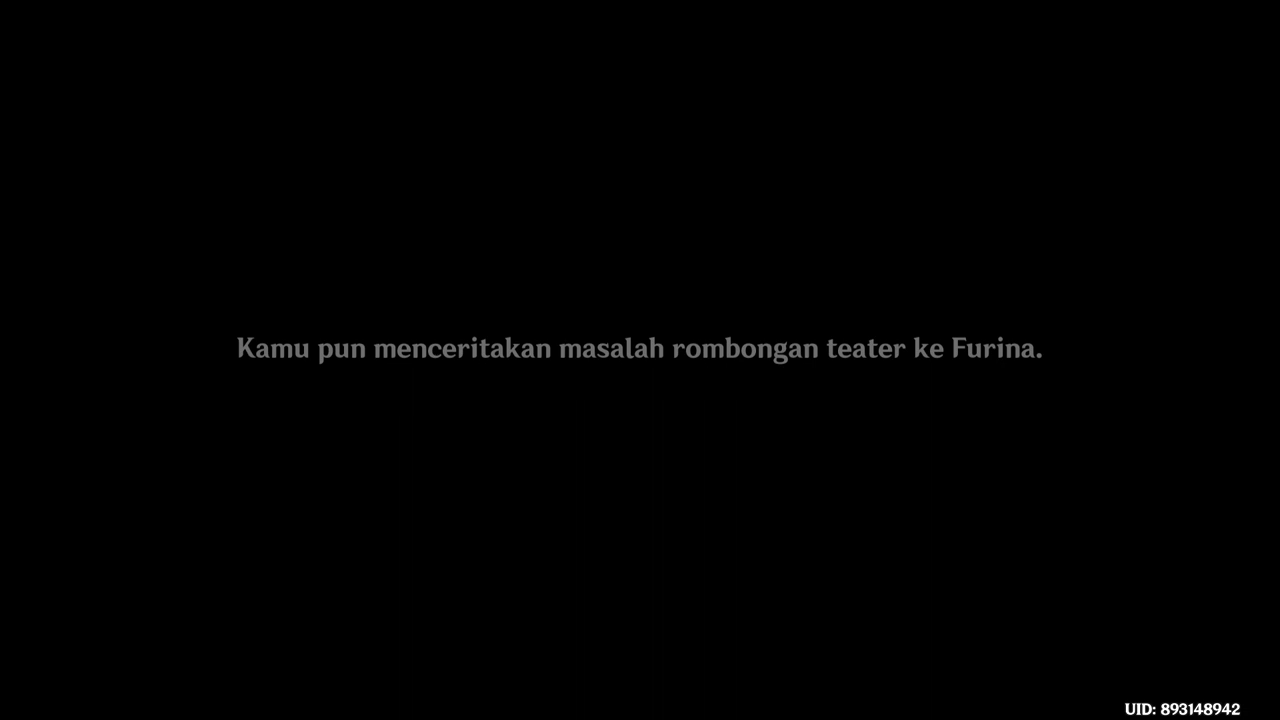 Kamu pun menceritakan masalah rombongan teater ke Furina.
UID: 893148942